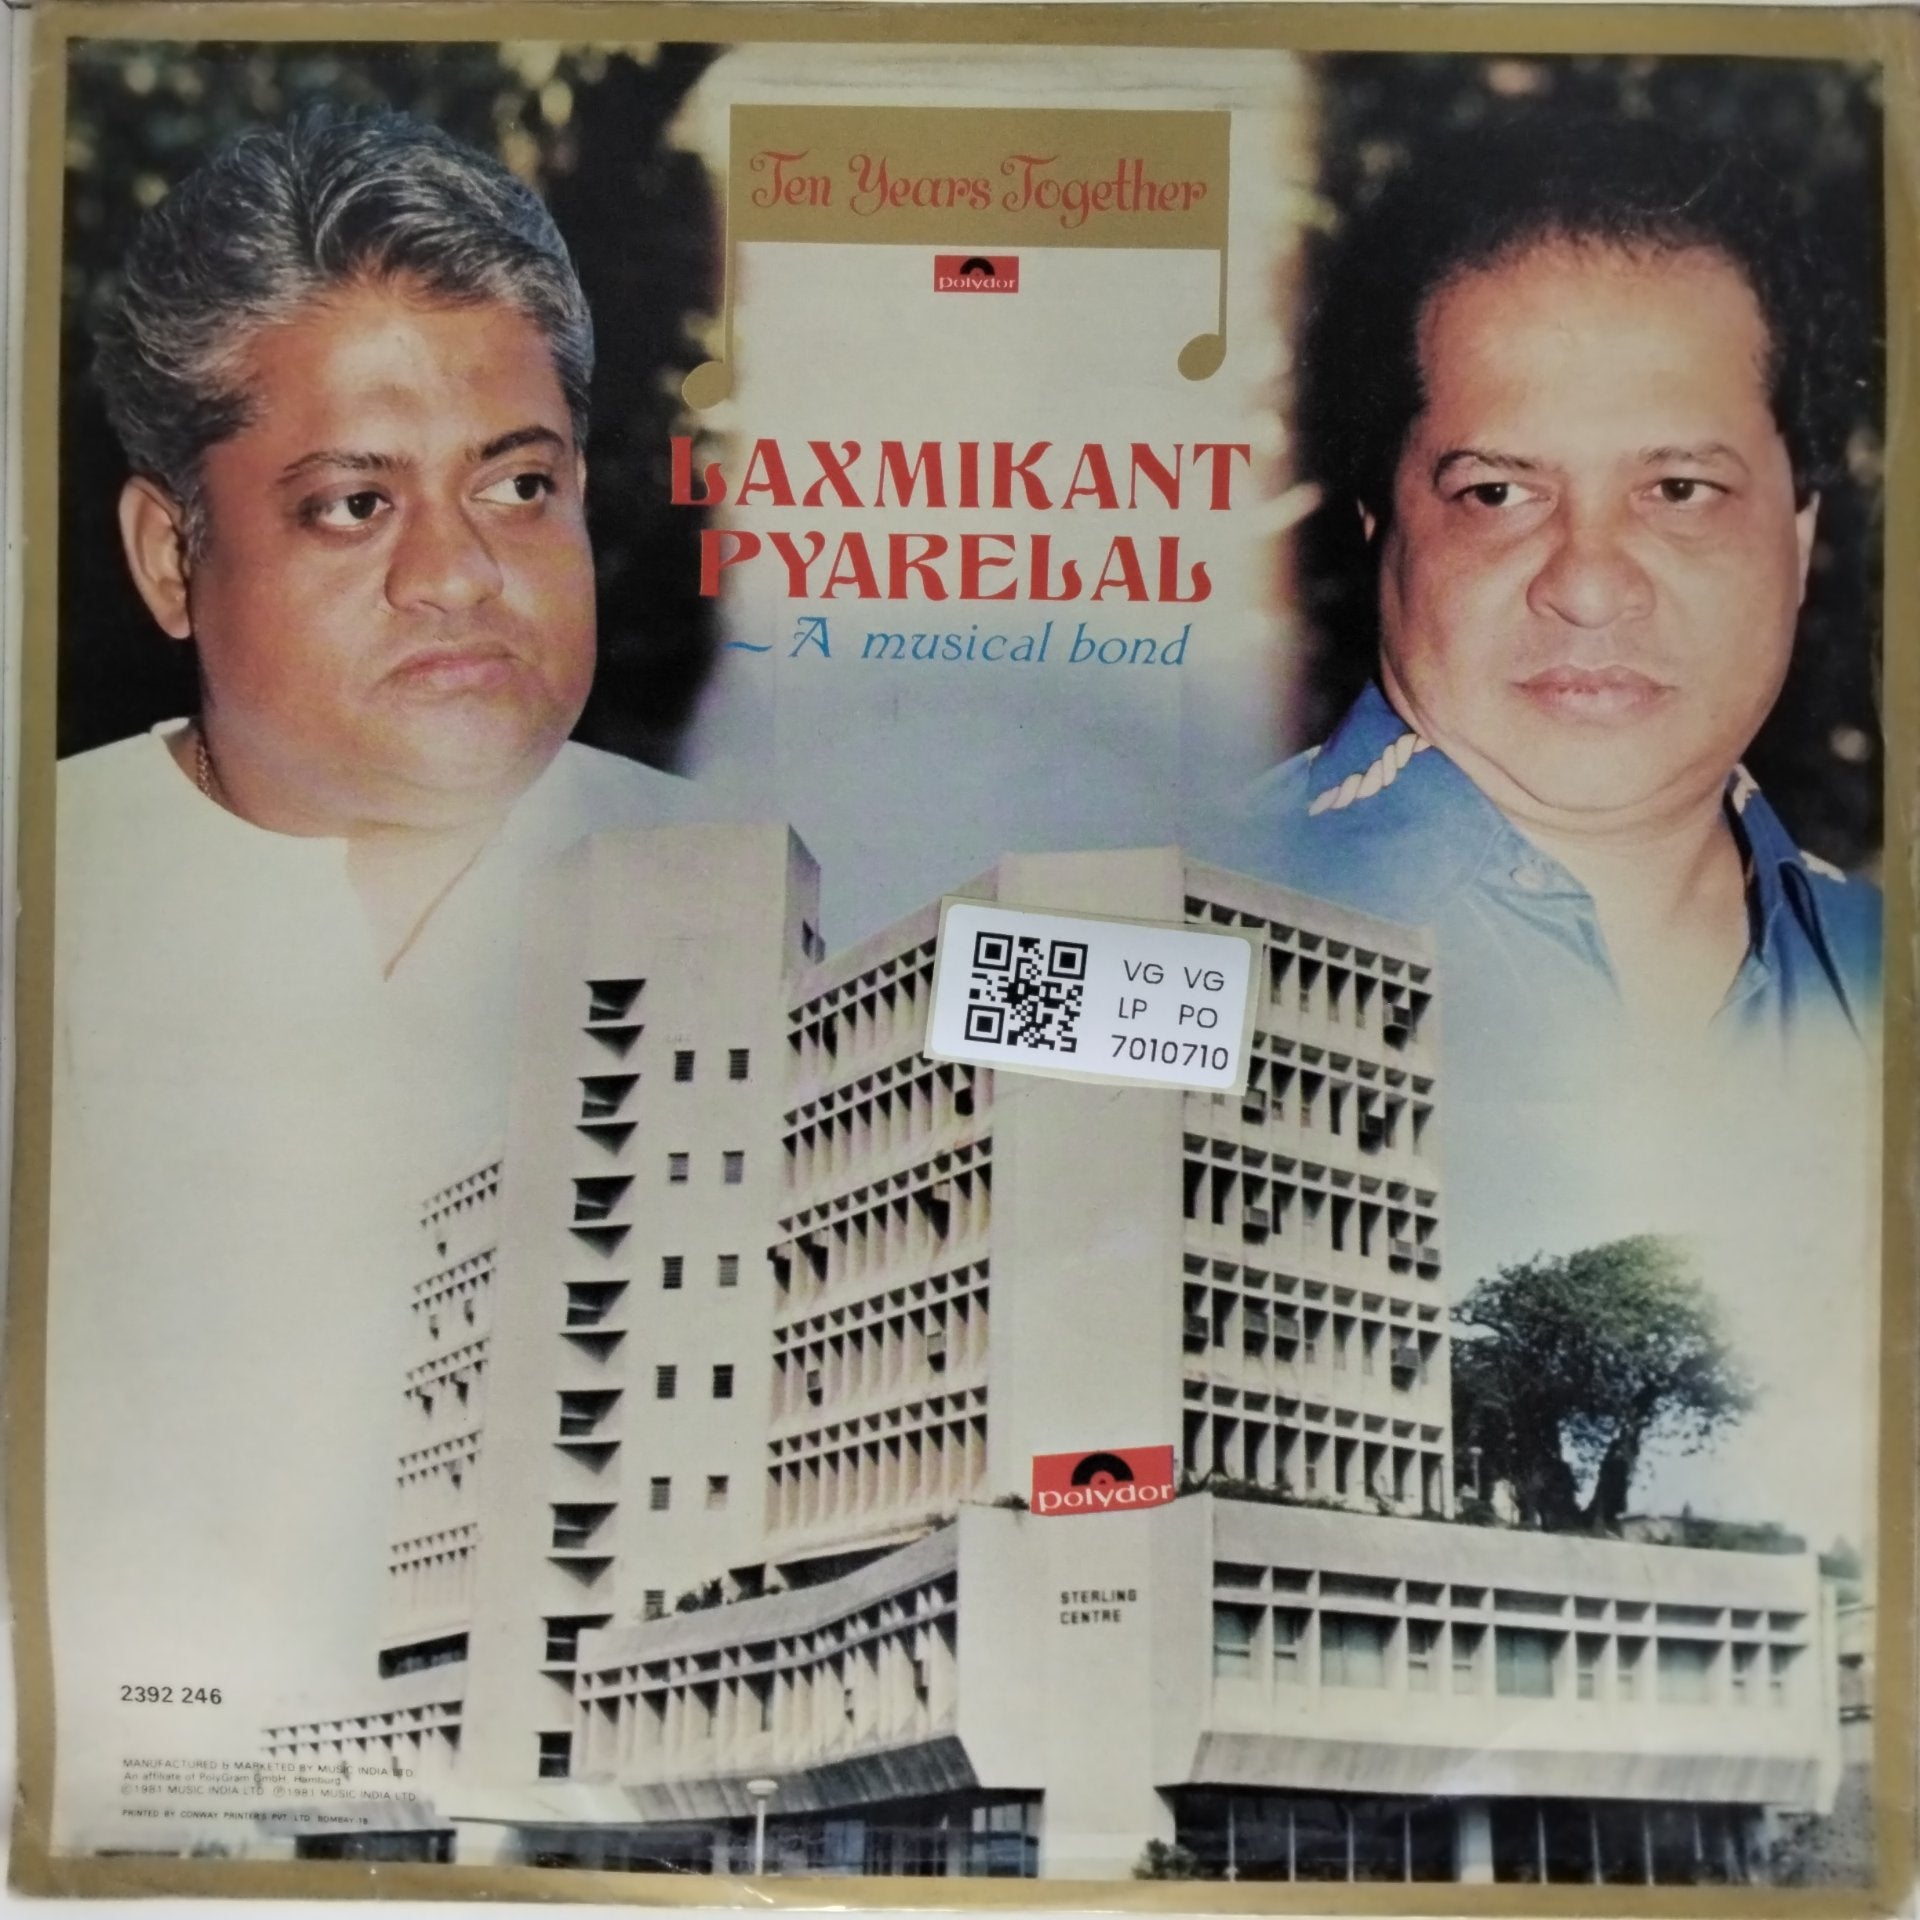 Ten Years Together
polydor
LAXMIKANT
PYARELAL
~ A musical bond
VG VG
LP PO
7010710
polydor
STERLING
CENTRE
2392 246
MANUFACTURED & MARKETED BY MUSIC INDIA LTD.
An affiliate of PolyGram GmbH, Hamburg
©1981 MUSIC INDIA LTD ℗1981 MUSIC INDIA LTD
PRINTED BY CONWAY PRINTERS PVT. LTD. BOMBAY-18